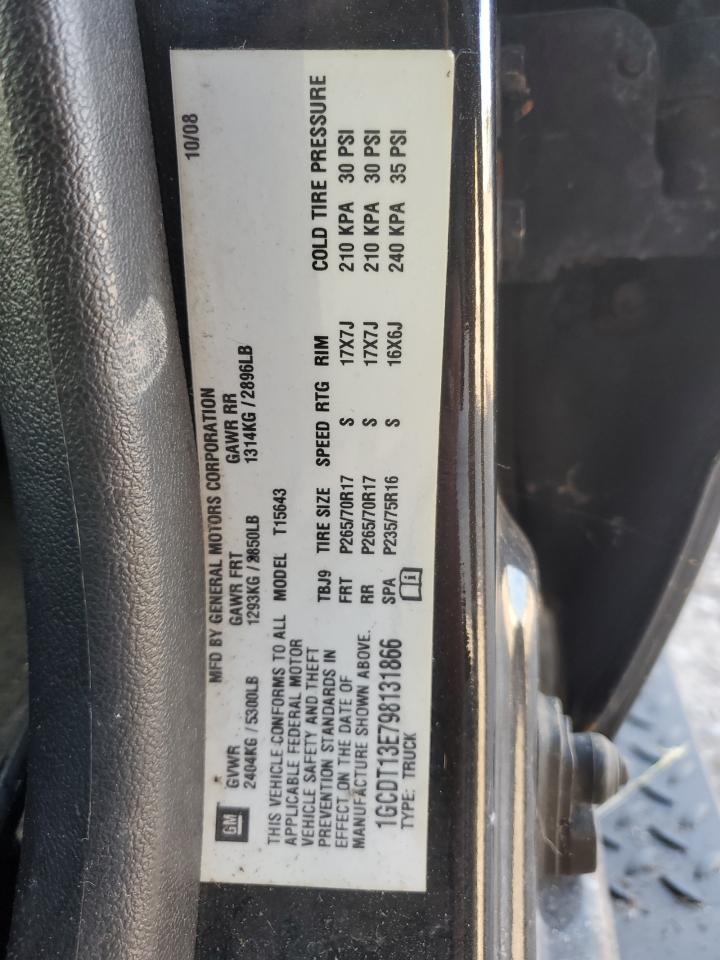 GM
MFD BY GENERAL MOTORS CORPORATION 10/08
GVWR GAWR FRT GAWR RR
2404KG / 5300LB 1293KG / 2850LB 1314KG / 2896LB
THIS VEHICLE CONFORMS TO ALL
APPLICABLE FEDERAL MOTOR
VEHICLE SAFETY AND THEFT
PREVENTION STANDARDS IN
EFFECT ON THE DATE OF
MANUFACTURE SHOWN ABOVE.
1GCDT13E798131866
TYPE: TRUCK
MODEL T15643
TBJ9 TIRE SIZE SPEED RTG RIM COLD TIRE PRESSURE
FRT P265/70R17 S 17X7J 210 KPA 30 PSI
RR P265/70R17 S 17X7J 210 KPA 30 PSI
SPA P235/75R16 S 16X6J 240 KPA 35 PSI
i